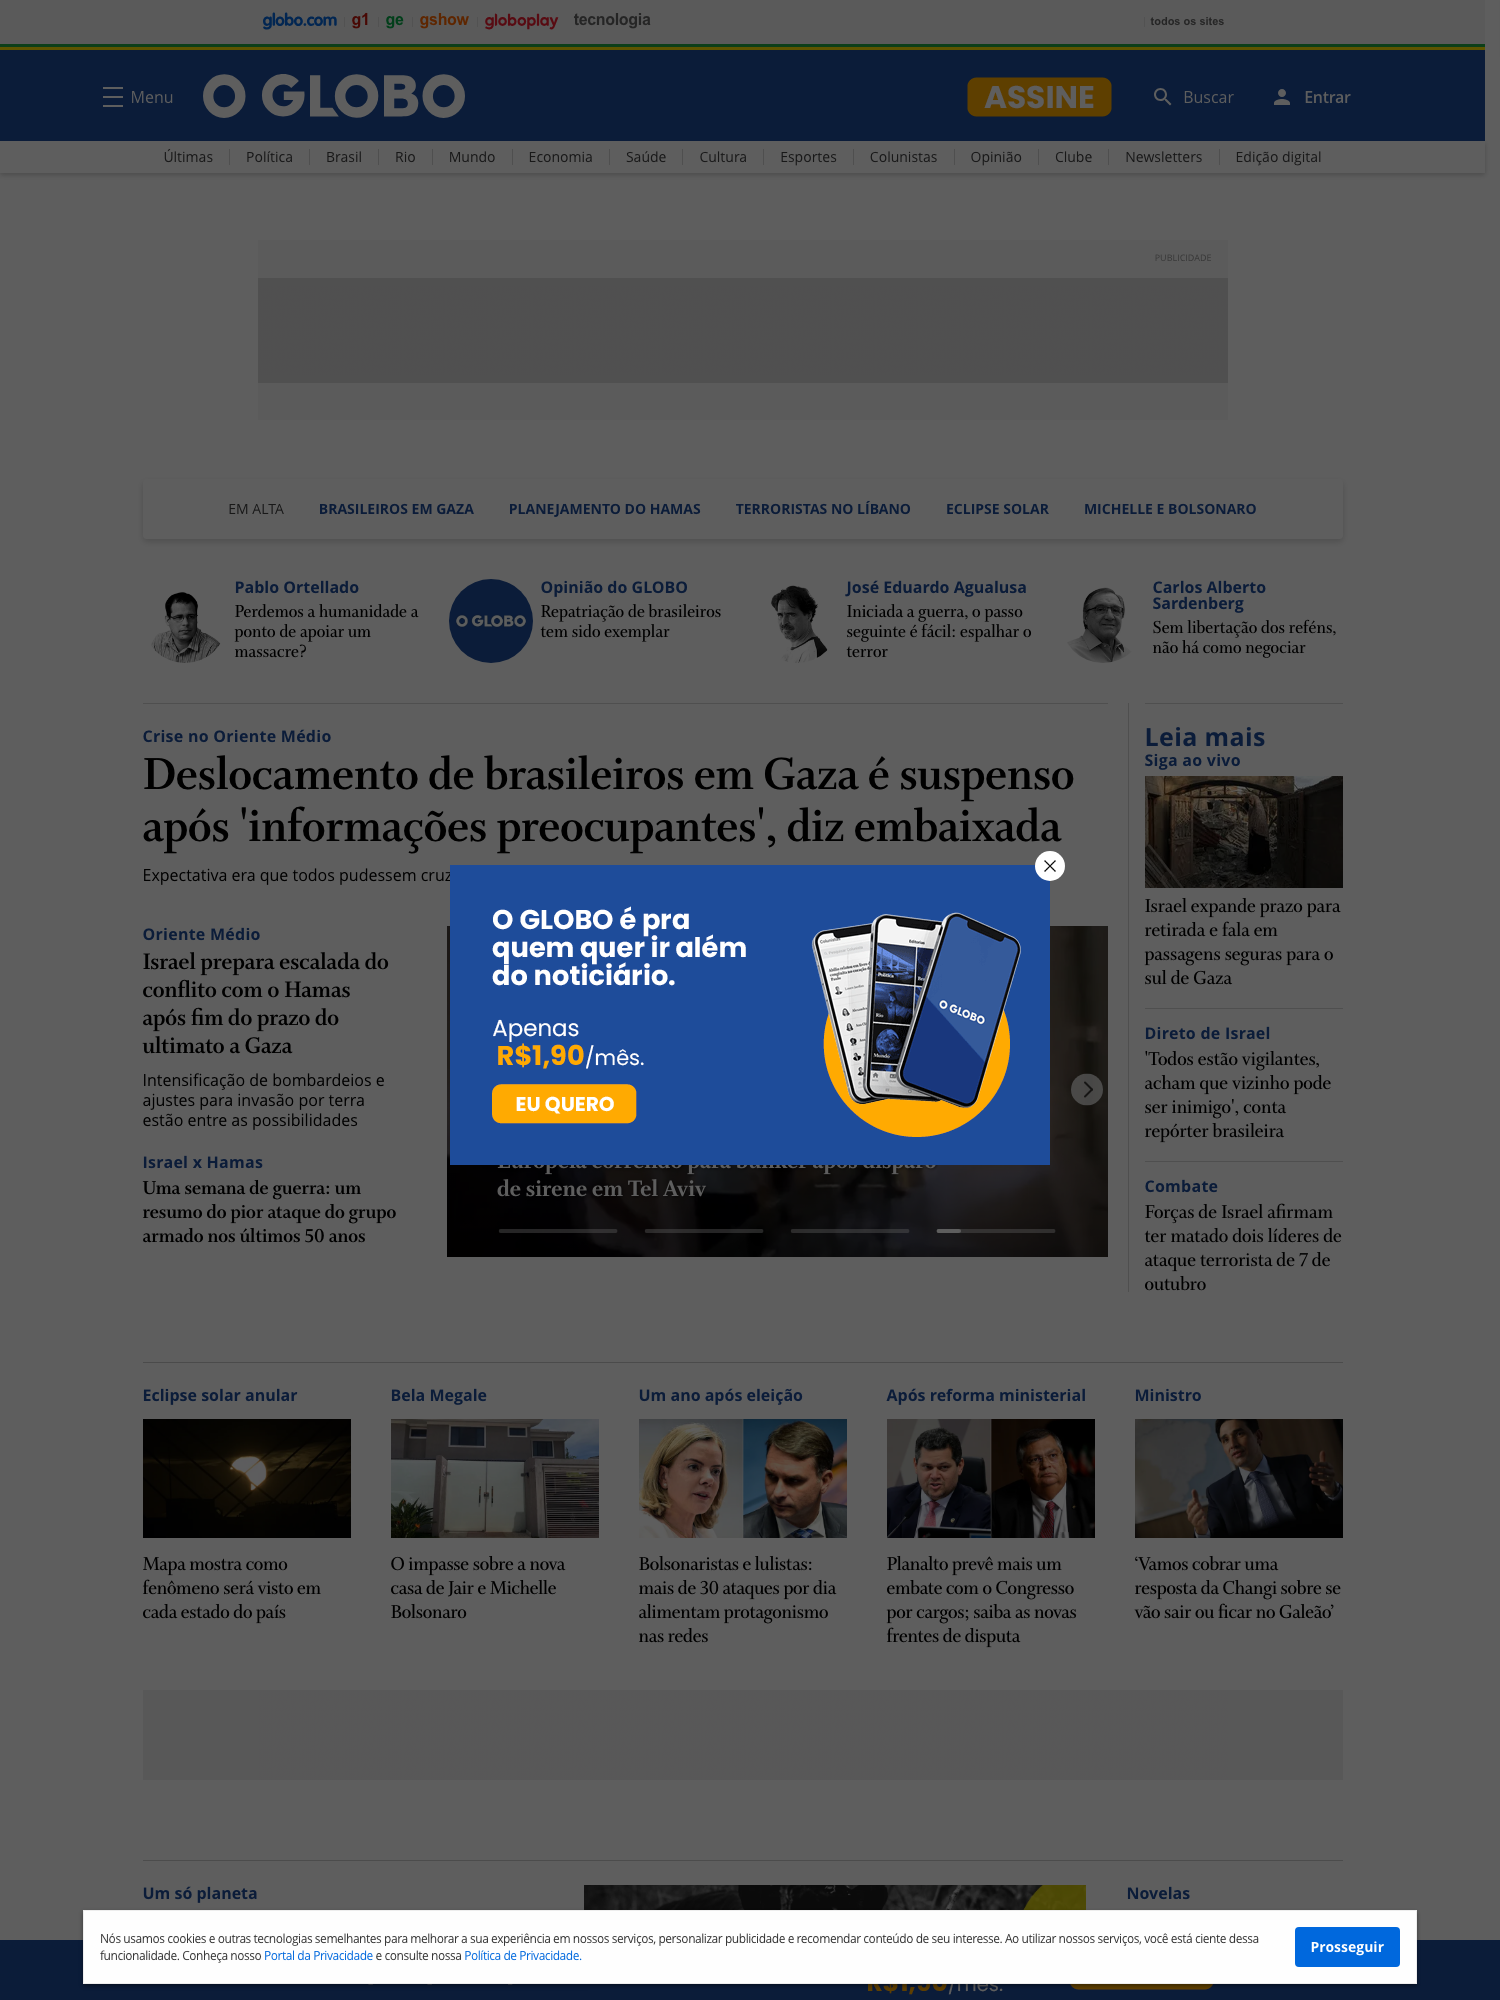 globo.com g1 ge gshow globoplay tecnologia todos os sites
Menu O GLOBO ASSINE Buscar Entrar
Últimas Política Brasil Rio Mundo Economia Saúde Cultura Esportes Colunistas Opinião Clube Newsletters Edição digital
PUBLICIDADE
EM ALTA BRASILEIROS EM GAZA PLANEJAMENTO DO HAMAS TERRORISTAS NO LÍBANO ECLIPSE SOLAR MICHELLE E BOLSONARO
Pablo Ortellado
Perdemos a humanidade a
ponto de apoiar um
massacre?
O GLOBO
Opinião do GLOBO
Repatriação de brasileiros
tem sido exemplar
José Eduardo Agualusa
Iniciada a guerra, o passo
seguinte é fácil: espalhar o
terror
Carlos Alberto
Sardenberg
Sem libertação dos reféns,
não há como negociar
Crise no Oriente Médio
Deslocamento de brasileiros em Gaza é suspenso
após 'informações preocupantes', diz embaixada
Expectativa era que todos pudessem
Oriente Médio
Israel prepara escalada do
conflito com o Hamas
após fim do prazo do
ultimato a Gaza
Intensificação de bombardeios e
ajustes para invasão por terra
estão entre as possibilidades
Israel x Hamas
Uma semana de guerra: um
resumo do pior ataque do grupo
armado nos últimos 50 anos
O GLOBO é pra
quem quer ir além
do noticiário.
Apenas
R$1,90/mês.
EU QUERO
Colunistas
Editorias
Política
Rio
Mundo
O GLOBO
Europeia correndo para bunker após disparo
de sirene em Tel Aviv
Leia mais
Siga ao vivo
Israel expande prazo para
retirada e fala em
passagens seguras para o
sul de Gaza
Direto de Israel
'Todos estão vigilantes,
acham que vizinho pode
ser inimigo', conta
repórter brasileira
Combate
Forças de Israel afirmam
ter matado dois líderes de
ataque terrorista de 7 de
outubro
Eclipse solar anular
Mapa mostra como
fenômeno será visto em
cada estado do país
Bela Megale
O impasse sobre a nova
casa de Jair e Michelle
Bolsonaro
Um ano após eleição
Bolsonaristas e lulistas:
mais de 30 ataques por dia
alimentam protagonismo
nas redes
Após reforma ministerial
Planalto prevê mais um
embate com o Congresso
por cargos; saiba as novas
frentes de disputa
Ministro
‘Vamos cobrar uma
resposta da Changi sobre se
vão sair ou ficar no Galeão’
Um só planeta
Novelas
Nós usamos cookies e outras tecnologias semelhantes para melhorar a sua experiência em nossos serviços, personalizar publicidade e recomendar conteúdo de seu interesse. Ao utilizar nossos serviços, você está ciente dessa
funcionalidade. Conheça nosso Portal da Privacidade e consulte nossa Política de Privacidade.
Prosseguir
R$1,90/mês.